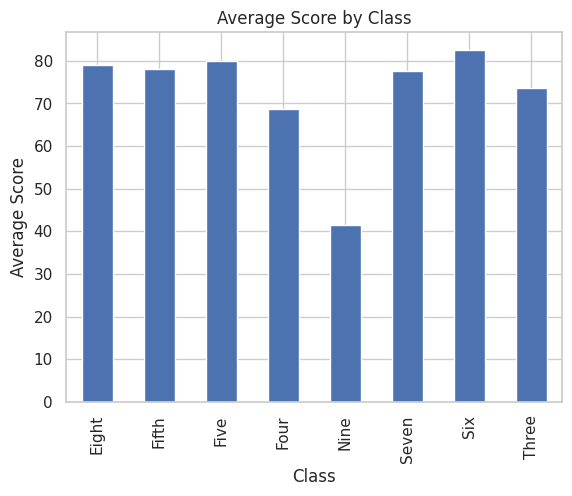 Average Score by Class
Average Score
80
70
60
50
40
30
20
10
0
Eight
Fifth
Five
Four
Nine
Seven
Six
Three
Class